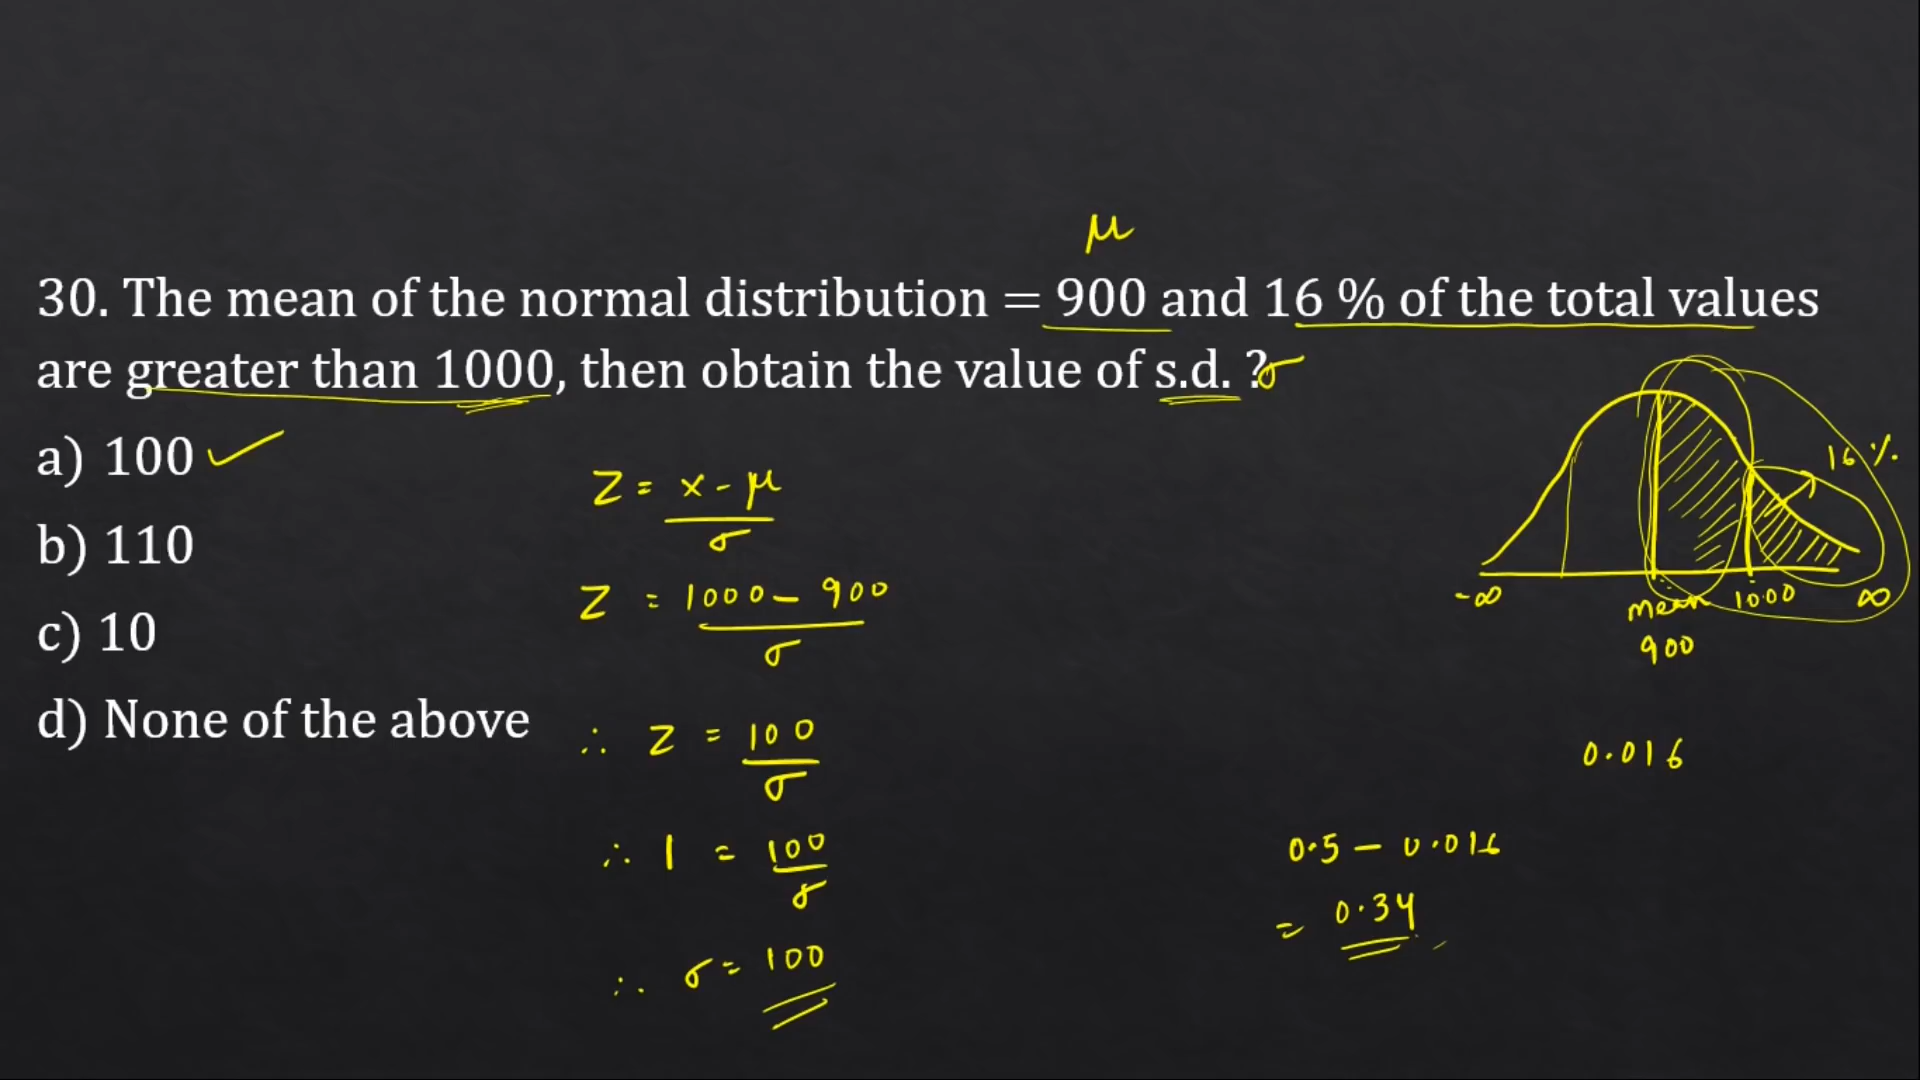 μ
30. The mean of the normal distribution = 900 and 16 % of the total values
are greater than 1000, then obtain the value of s.d. ? σ
a) 100 ✓
b) 110
c) 10
d) None of the above
Z = x - μ / σ
Z = 1000 - 900 / σ
∴ Z = 100 / σ
∴ 1 = 100 / σ
∴ σ = 100
16 %
-∞ mean 1000 ∞
900
0.016
0.5 - 0.016
= 0.34